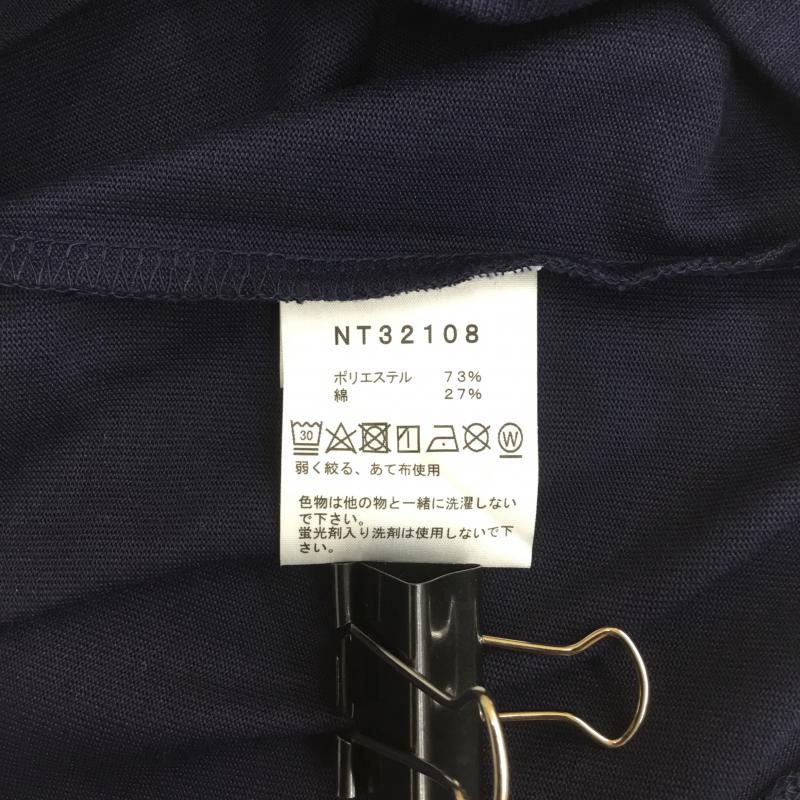 NT32108
ポリエステル 73%
綿 27%
30 W
弱く絞る、あて布使用
色物は他の物と一緒に洗濯しない
で下さい。
蛍光剤入り洗剤は使用しないで下
さい。